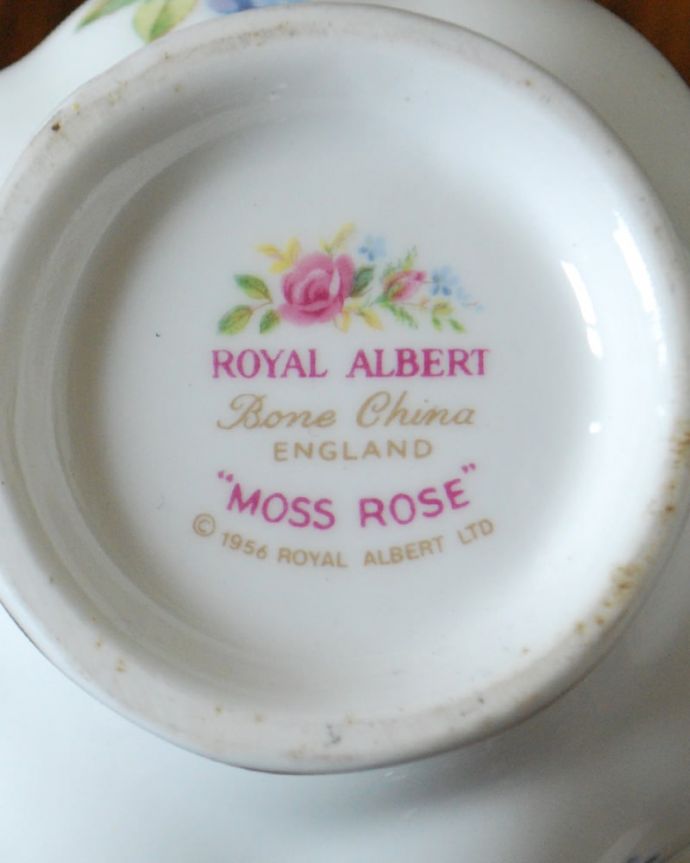 ROYAL ALBERT
Bone China
ENGLAND
"MOSS ROSE"
© 1956 ROYAL ALBERT LTD